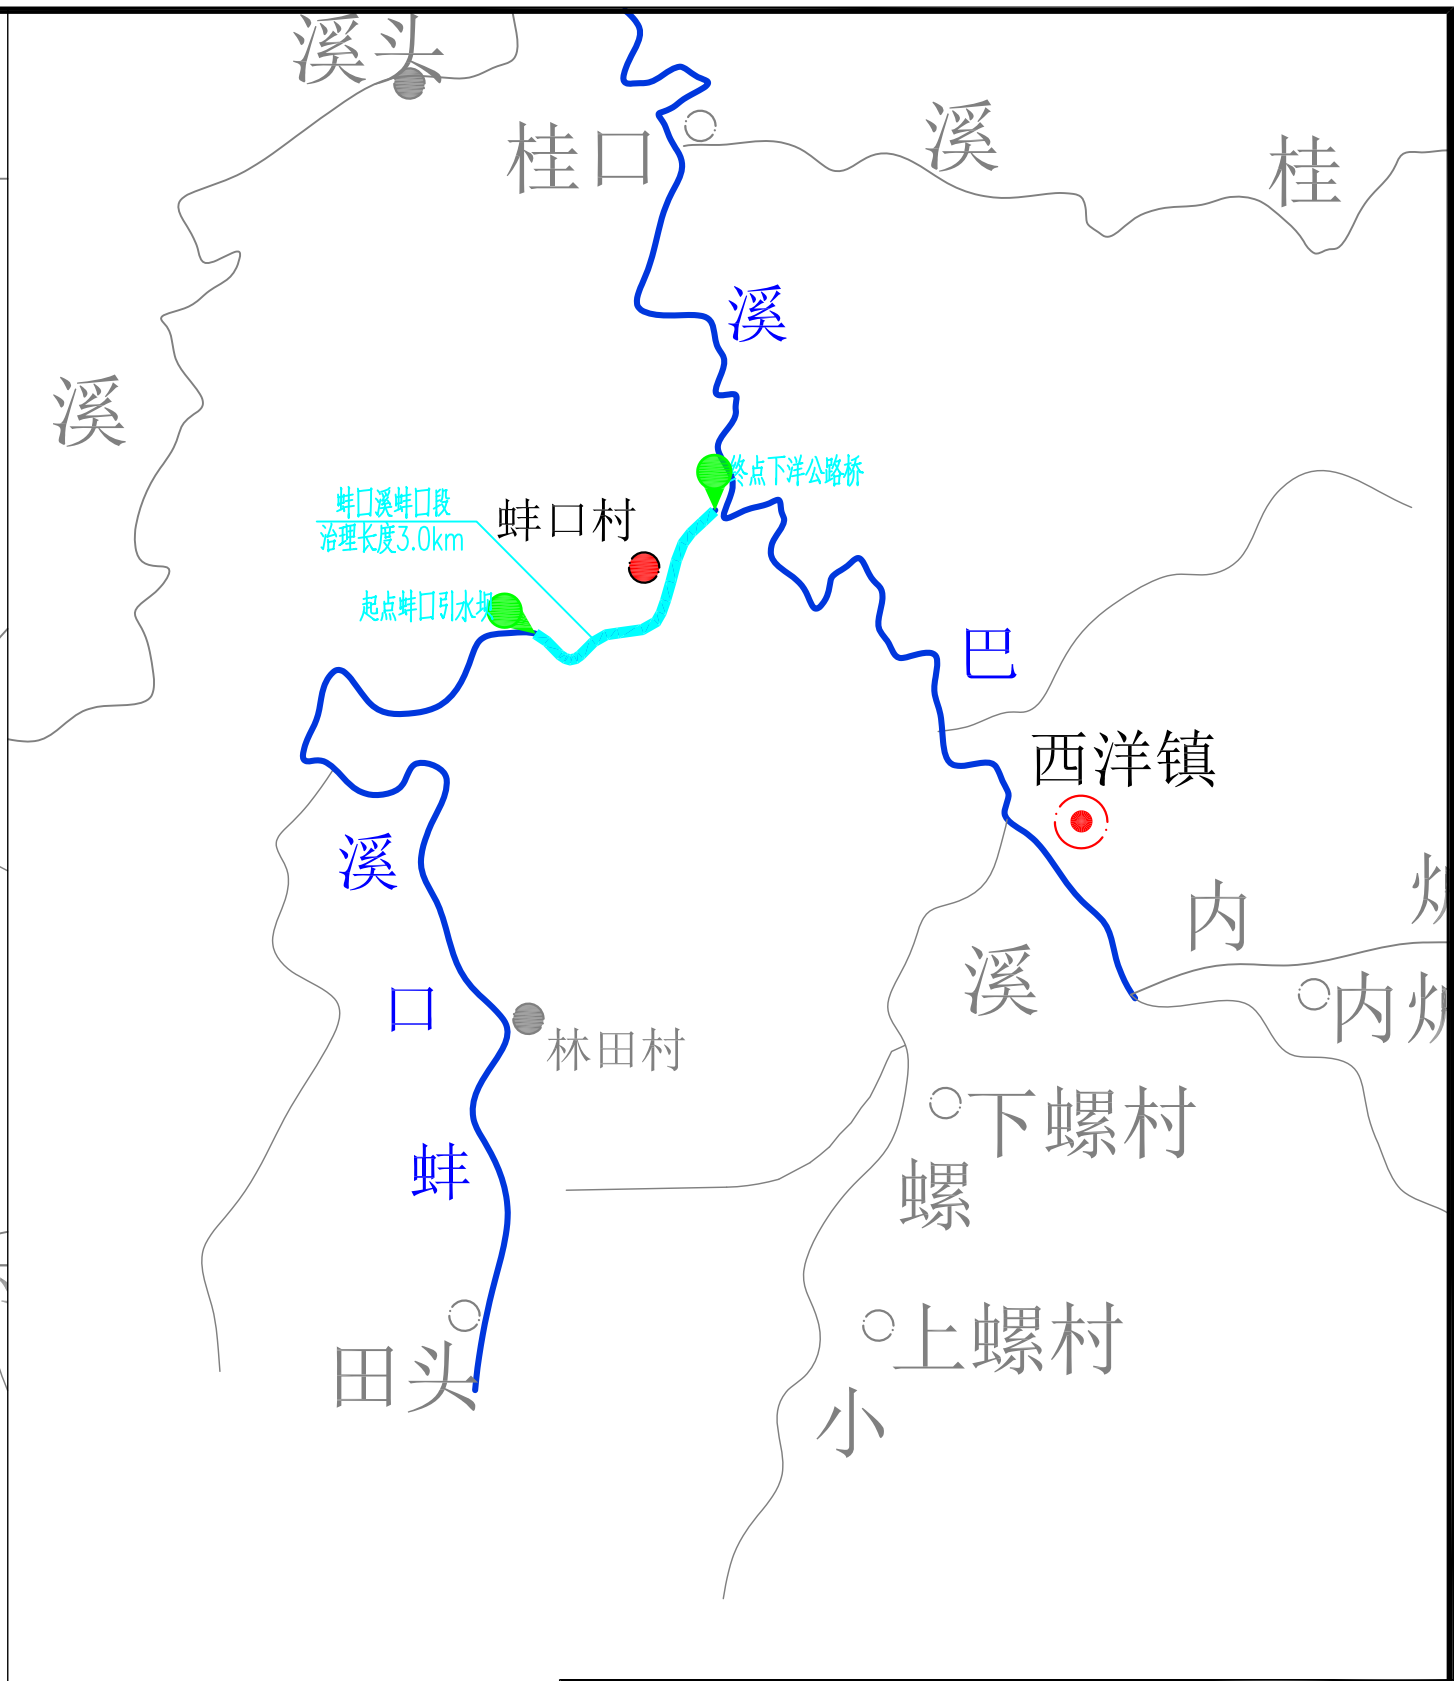 溪头
桂口
溪
桂
溪
溪
终点下洋公路桥
蚌口溪蚌口段
治理长度3.0km
蚌口村
起点蚌口引水坝
巴
西洋镇
溪
内
溪
内炉
口
林田村
下螺村
蚌
螺
上螺村
田头
小